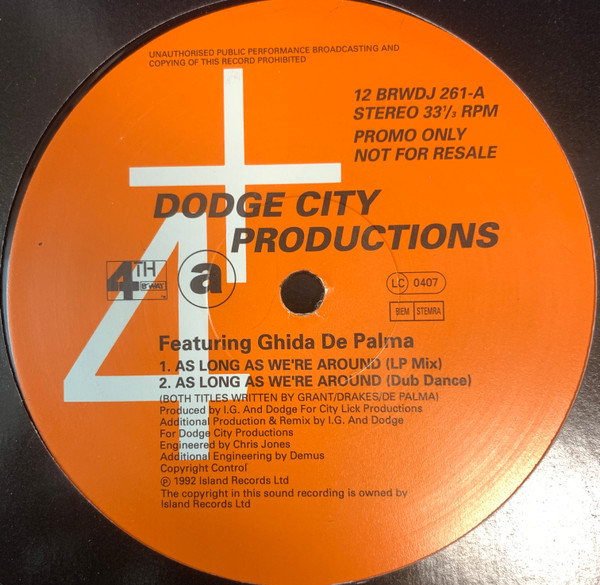 UNAUTHORISED PUBLIC PERFORMANCE BROADCASTING AND
COPYING OF THIS RECORD PROHIBITED
12 BRWDJ 261-A
STEREO 33⅓ RPM
PROMO ONLY
NOT FOR RESALE
4
DODGE CITY
PRODUCTIONS
4TH
B'WAY
a
LC 0407
BIEM STEMRA
Featuring Ghida De Palma
1. AS LONG AS WE'RE AROUND (LP Mix)
2. AS LONG AS WE'RE AROUND (Dub Dance)
(BOTH TITLES WRITTEN BY GRANT/DRAKES/DE PALMA)
Produced by I.G. And Dodge For City Lick Productions
Additional Production & Remix by I.G. And Dodge
For Dodge City Productions
Engineered by Chris Jones
Additional Engineering by Demus
Copyright Control
℗ 1992 Island Records Ltd
The copyright in this sound recording is owned by
Island Records Ltd